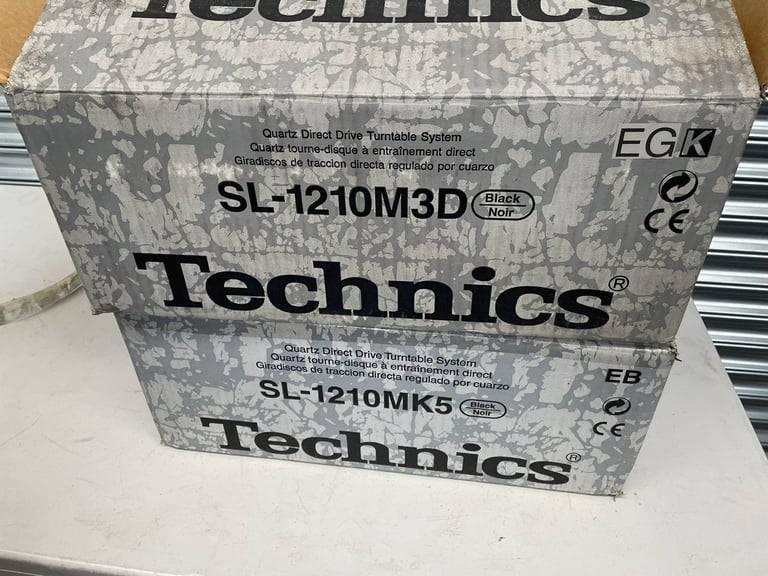 Technics
Quartz Direct Drive Turntable System
Quartz tourne-disque à entraînement direct
Giradiscos de traccion directa regulado por cuarzo
EGK
SL-1210M3D Black Noir
CE
Technics®
Quartz Direct Drive Turntable System
Quartz tourne-disque à entraînement direct
Giradiscos de traccion directa regulado por cuarzo
EB
SL-1210MK5 Black Noir
CE
Technics®